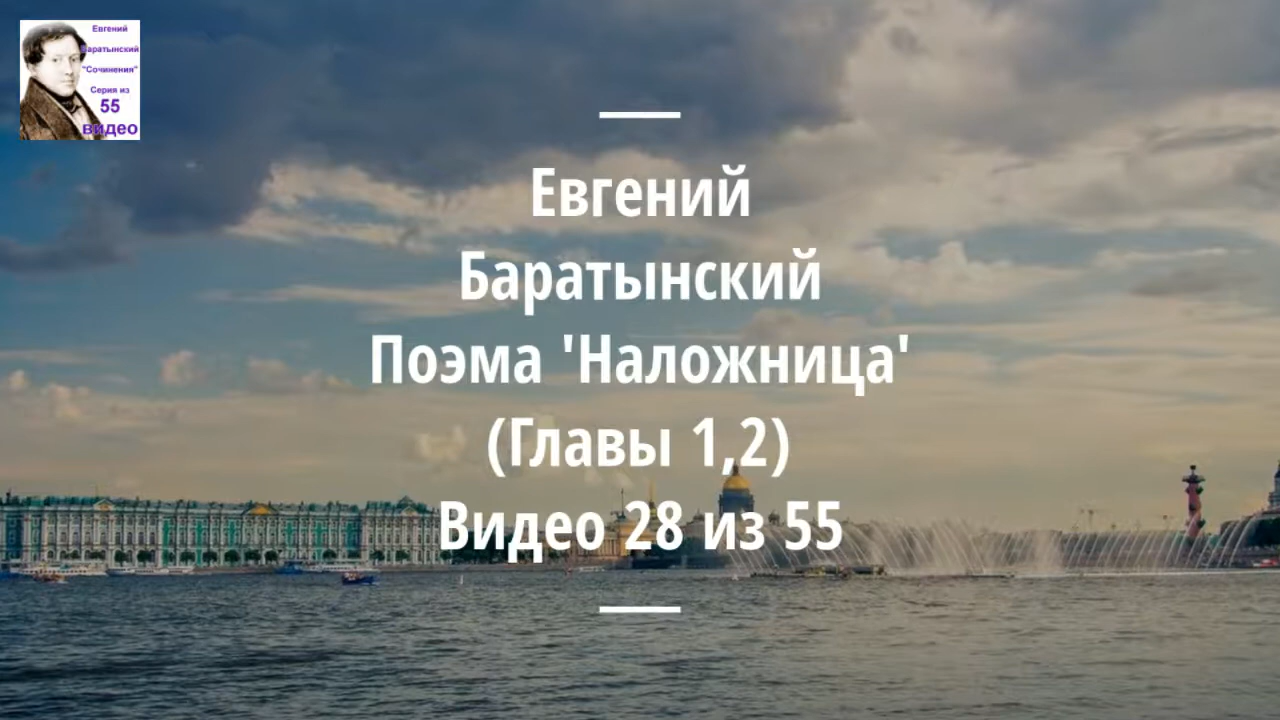 Евгений
Баратынский
"Сочинения"
Серия из
55
видео
Евгений
Баратынский
Поэма 'Наложница'
(Главы 1,2)
Видео 28 из 55